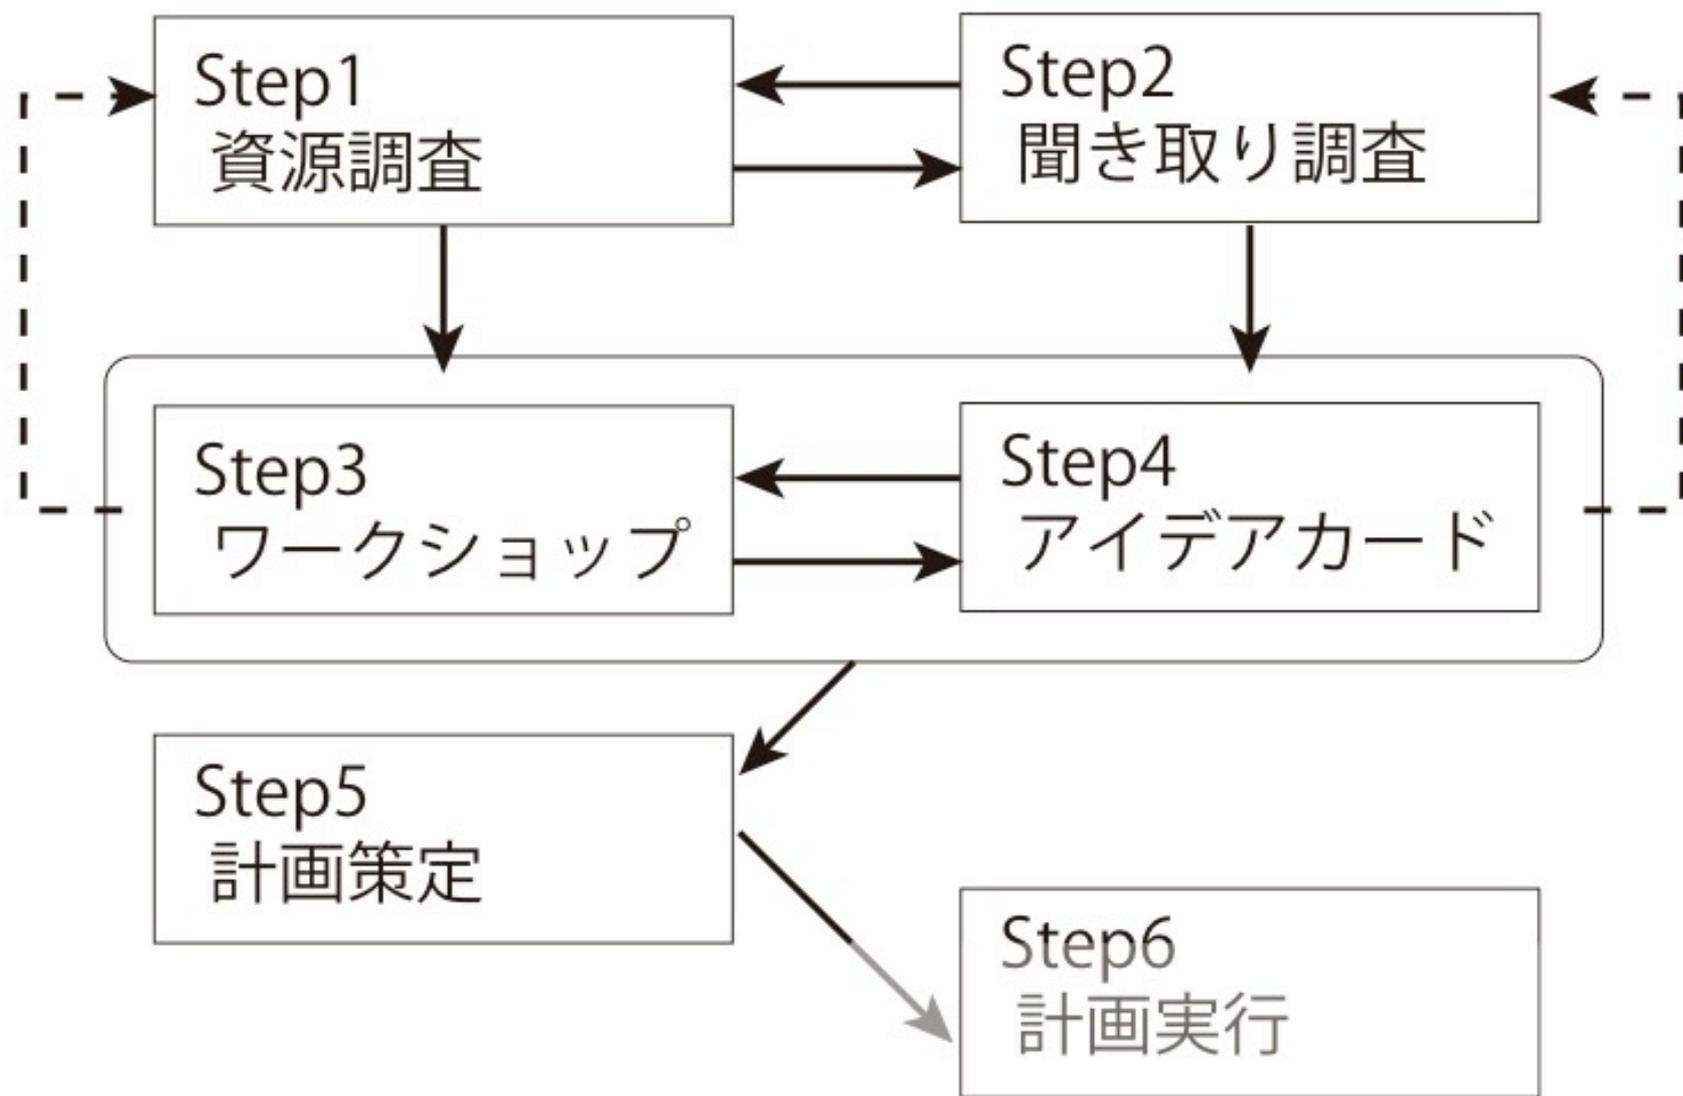 Step1
資源調査
Step2
聞き取り調査
Step3
ワークショップ
Step4
アイデアカード
Step5
計画策定
Step6
計画実行